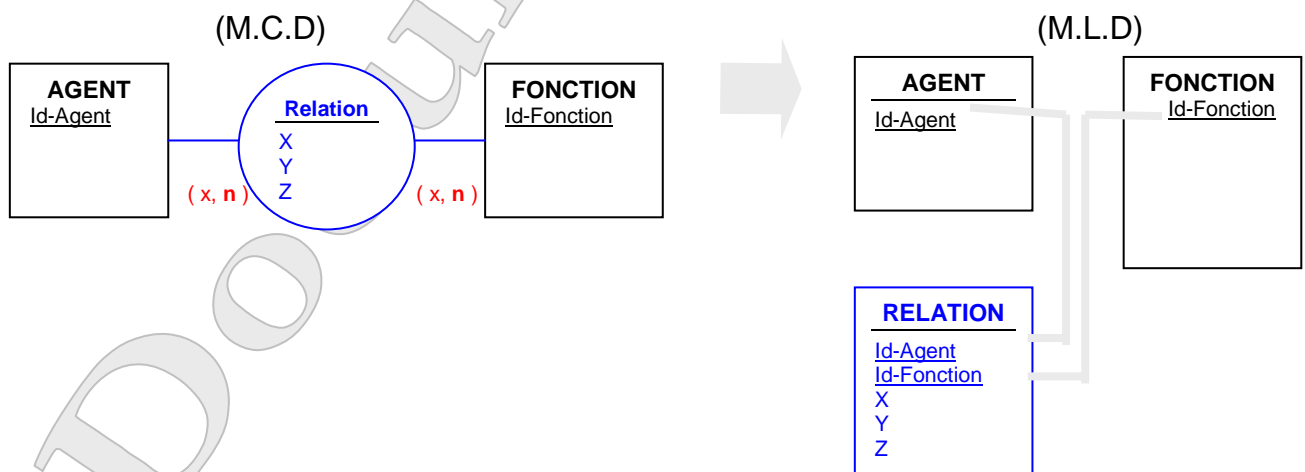 (M.C.D)
AGENT
Id-Agent
Relation
X
Y
Z
( x, n )
( x, n )
FONCTION
Id-Fonction
(M.L.D)
AGENT
Id-Agent
FONCTION
Id-Fonction
RELATION
Id-Agent
Id-Fonction
X
Y
Z